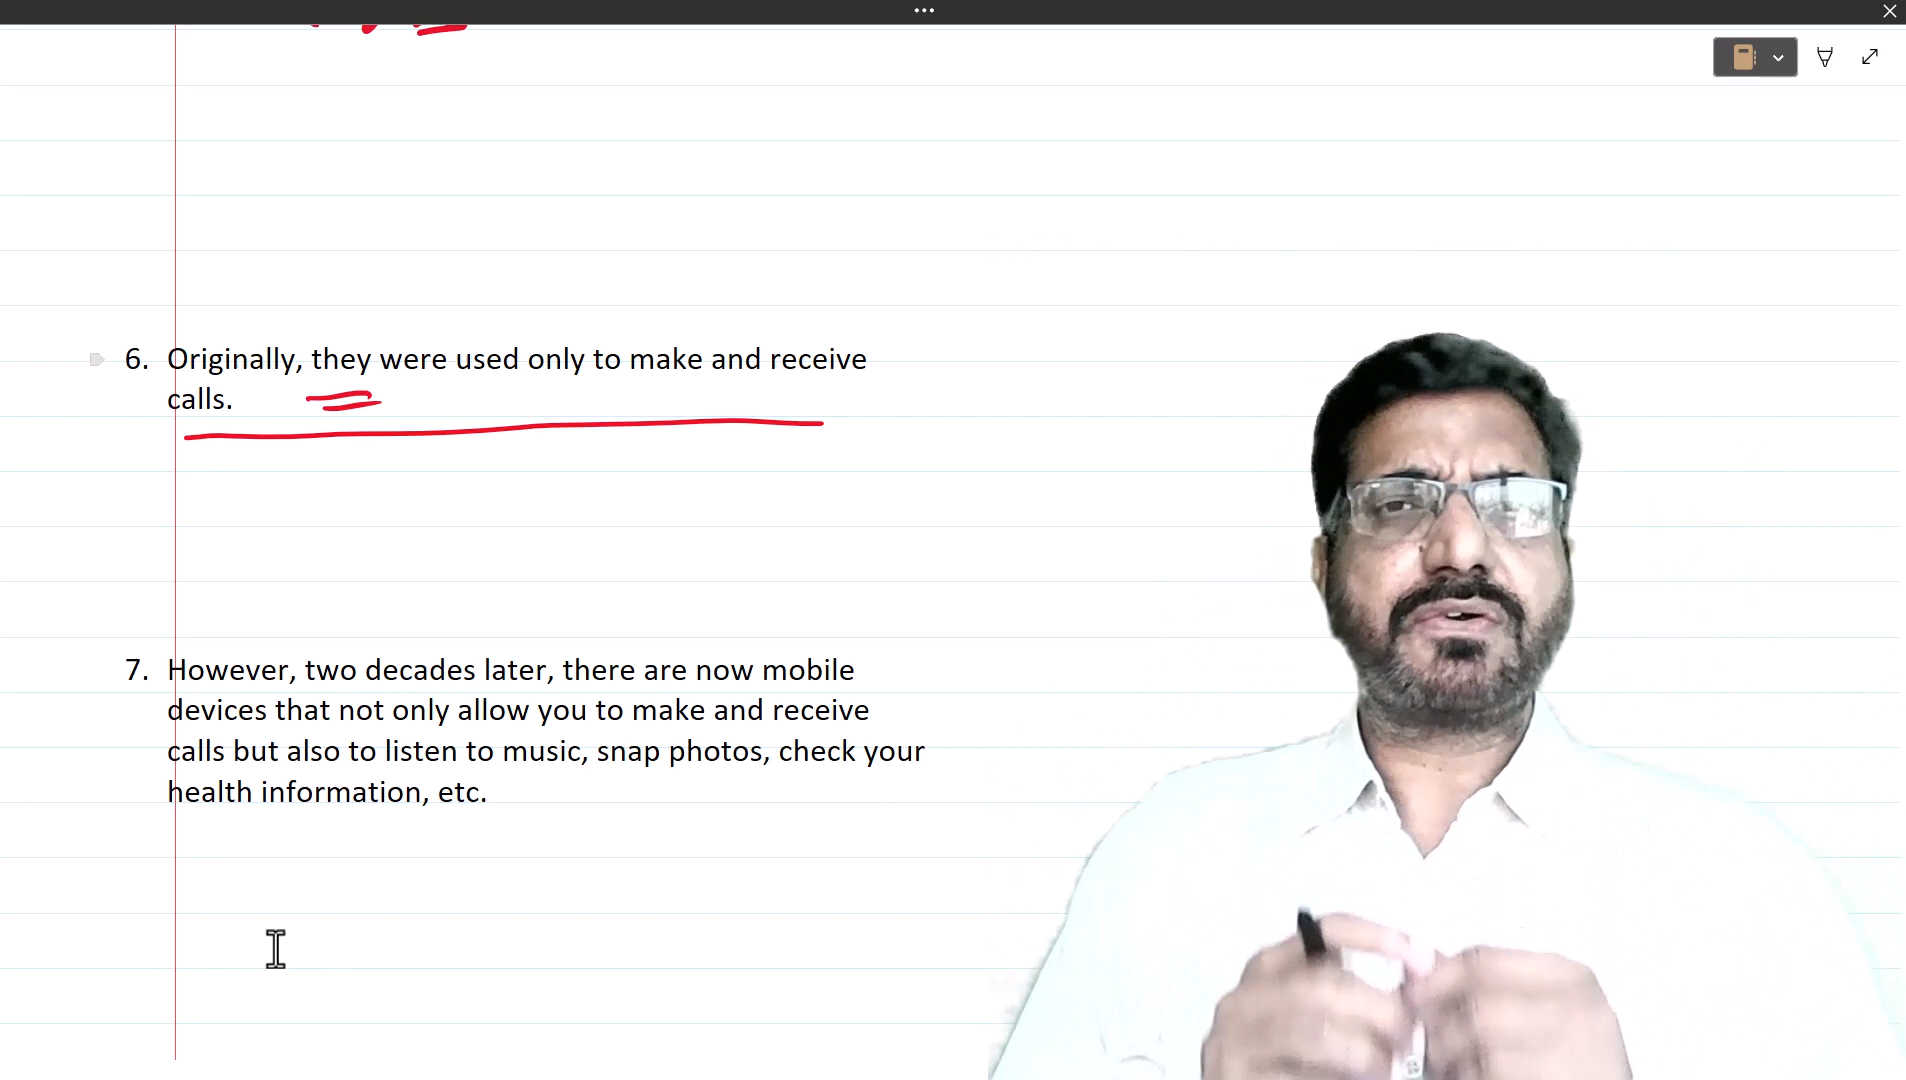 6. Originally, they were used only to make and receive
calls.
7. However, two decades later, there are now mobile
devices that not only allow you to make and receive
calls but also to listen to music, snap photos, check your
health information, etc.